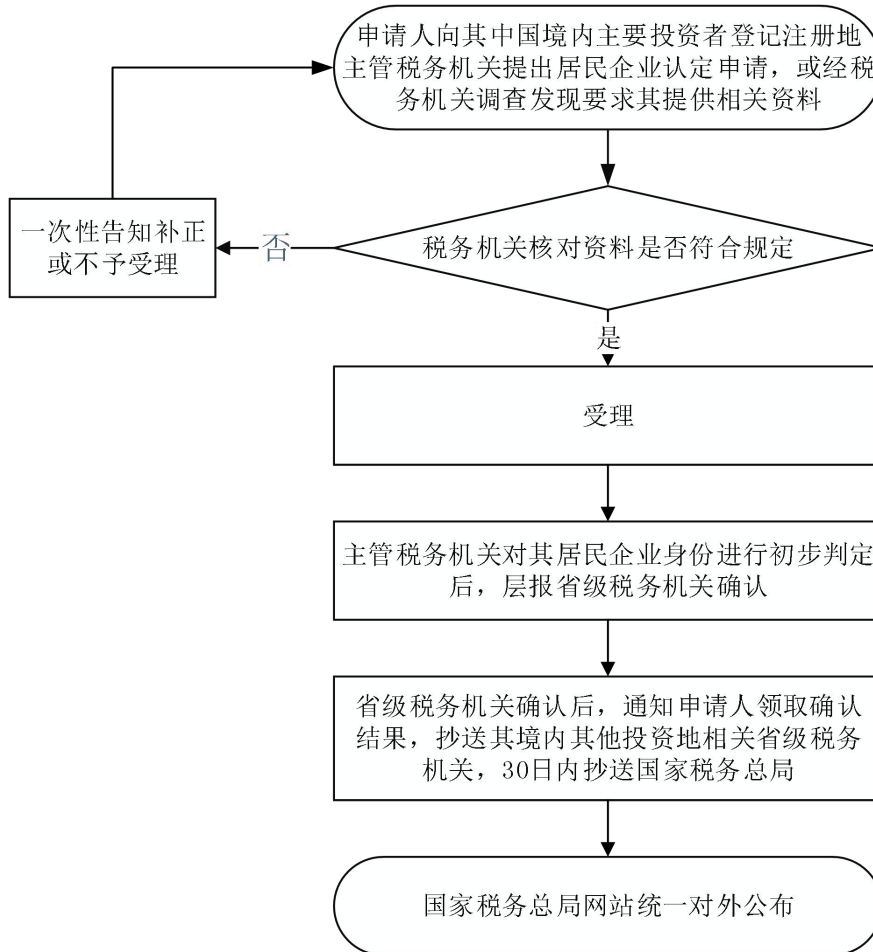 申请人向其中国境内主要投资者登记注册地
主管税务机关提出居民企业认定申请，或经税
务机关调查发现要求其提供相关资料
一次性告知补正
或不予受理
否
税务机关核对资料是否符合规定
是
受理
主管税务机关对其居民企业身份进行初步判定
后，层报省级税务机关确认
省级税务机关确认后，通知申请人领取确认
结果，抄送其境内其他投资地相关省级税务
机关，30日内抄送国家税务总局
国家税务总局网站统一对外公布